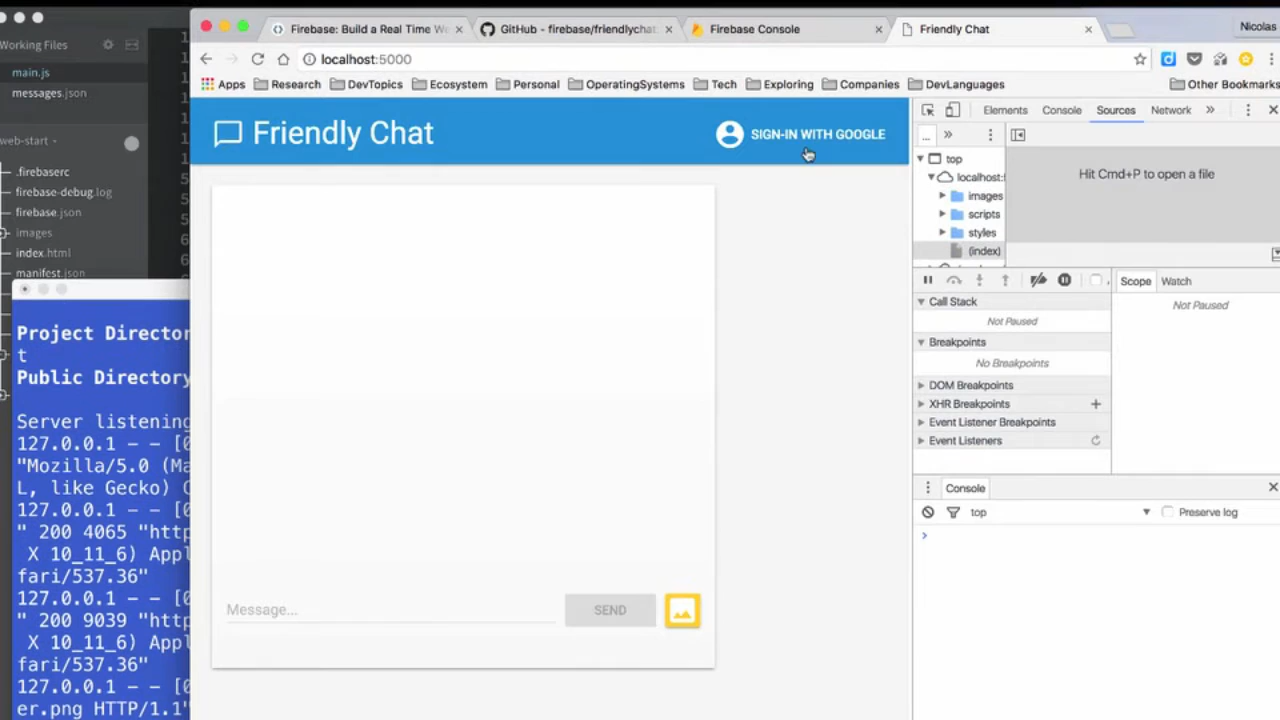 Working Files
main.js
messages.json
web-start
.firebaserc
firebase-debug.log
firebase.json
images
index.html
manifest.json
Project Director
t
Public Directory
Server listening
127.0.0.1 - - [0
"Mozilla/5.0 (Ma
L, like Gecko) C
127.0.0.1 - - [0
" 200 4065 "http
X 10_11_6) Appl
fari/537.36"
127.0.0.1 - - [0
" 200 9039 "http
X 10_11_6) Appl
fari/537.36"
127.0.0.1 - - [0
er.png HTTP/1.1"
Firebase: Build a Real Time We
GitHub - firebase/friendlychat
Firebase Console
Friendly Chat
Nicolas
localhost:5000
Apps Research DevTopics Ecosystem Personal OperatingSystems Tech Exploring Companies DevLanguages Other Bookmarks
Friendly Chat
SIGN-IN WITH GOOGLE
Message...
SEND
Elements Console Sources Network »
... »
top
localhost:
images
scripts
styles
(index)
Hit Cmd+P to open a file
Scope Watch
Not Paused
Call Stack
Not Paused
Breakpoints
No Breakpoints
DOM Breakpoints
XHR Breakpoints
Event Listener Breakpoints
Event Listeners
Console
top
Preserve log